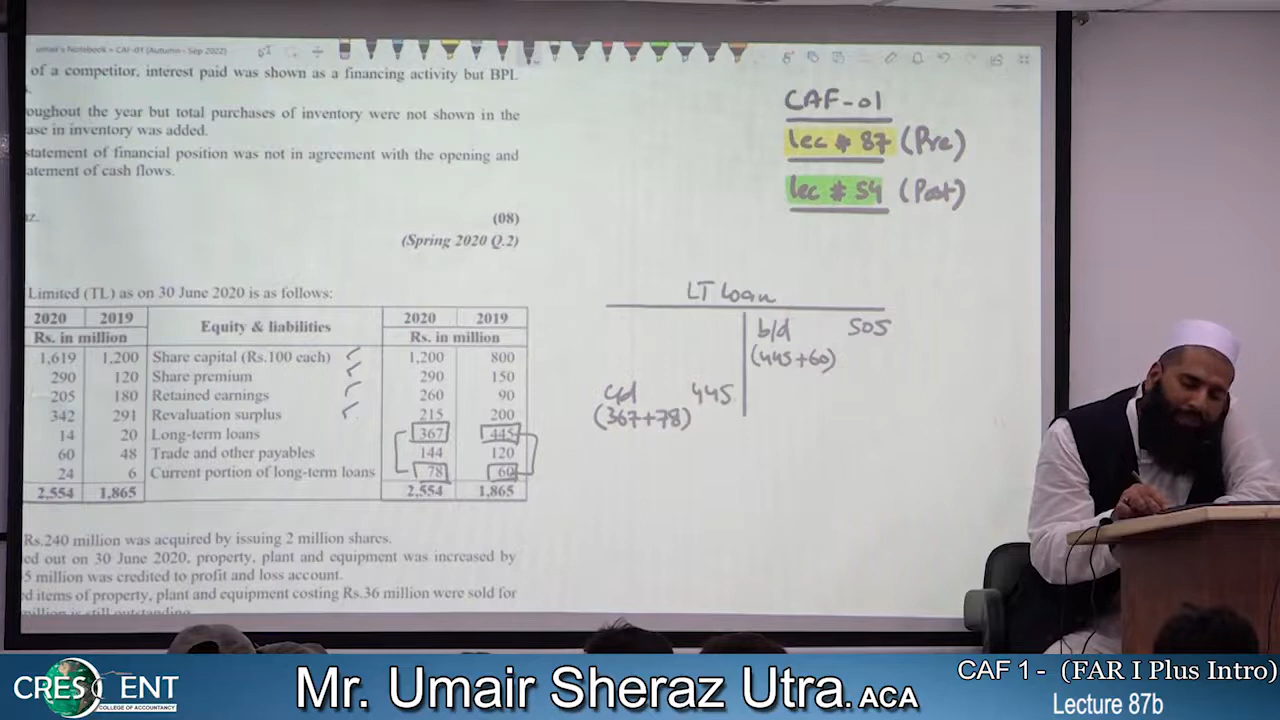 umair's Notebook > CAF-01 (Autumn - Sep 2022)
of a competitor, interest paid was shown as a financing activity but BPL
oughout the year but total purchases of inventory were not shown in the
ase in inventory was added.
statement of financial position was not in agreement with the opening and
atement of cash flows.
(08)
(Spring 2020 Q.2)
CAF-01
lec # 87 (Pre)
lec # 54 (Post)
Limited (TL) as on 30 June 2020 is as follows:
2020 2019 Equity & liabilities 2020 2019
Rs. in million Rs. in million
1,619 1,200 Share capital (Rs.100 each) 1,200 800
290 120 Share premium 290 150
205 180 Retained earnings 260 90
342 291 Revaluation surplus 215 200
14 20 Long-term loans 367 445
60 48 Trade and other payables 144 120
24 6 Current portion of long-term loans 78 60
2,554 1,865 2,554 1,865
Rs.240 million was acquired by issuing 2 million shares.
ed out on 30 June 2020, property, plant and equipment was increased by
5 million was credited to profit and loss account.
d items of property, plant and equipment costing Rs.36 million were sold for
million is still outstanding.
LT loan
b/d 505
(445+60)
c/d 445
(367+78)
CRESCENT
COLLEGE OF ACCOUNTANCY
Mr. Umair Sheraz Utra. ACA
CAF 1 - (FAR I Plus Intro)
Lecture 87b